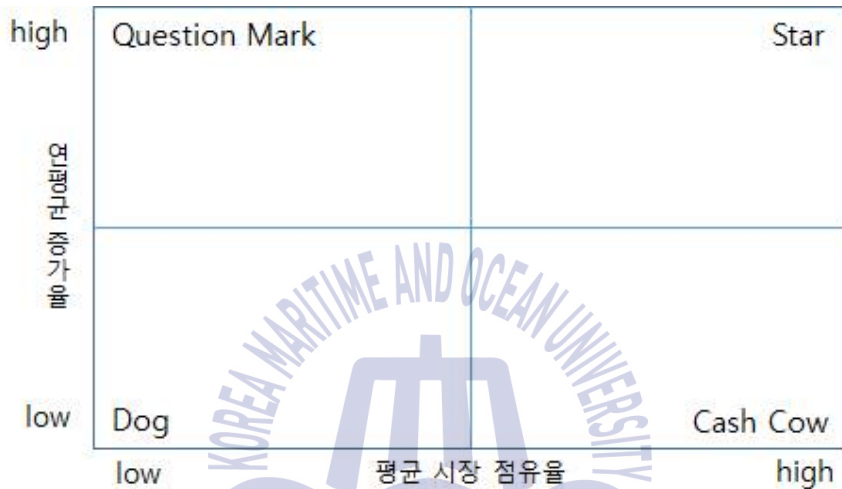 high
Question Mark
Star
연평균 증가율
low
Dog
Cash Cow
low
평균 시장 점유율
high
KOREA MARITIME AND OCEAN UNIVERSITY